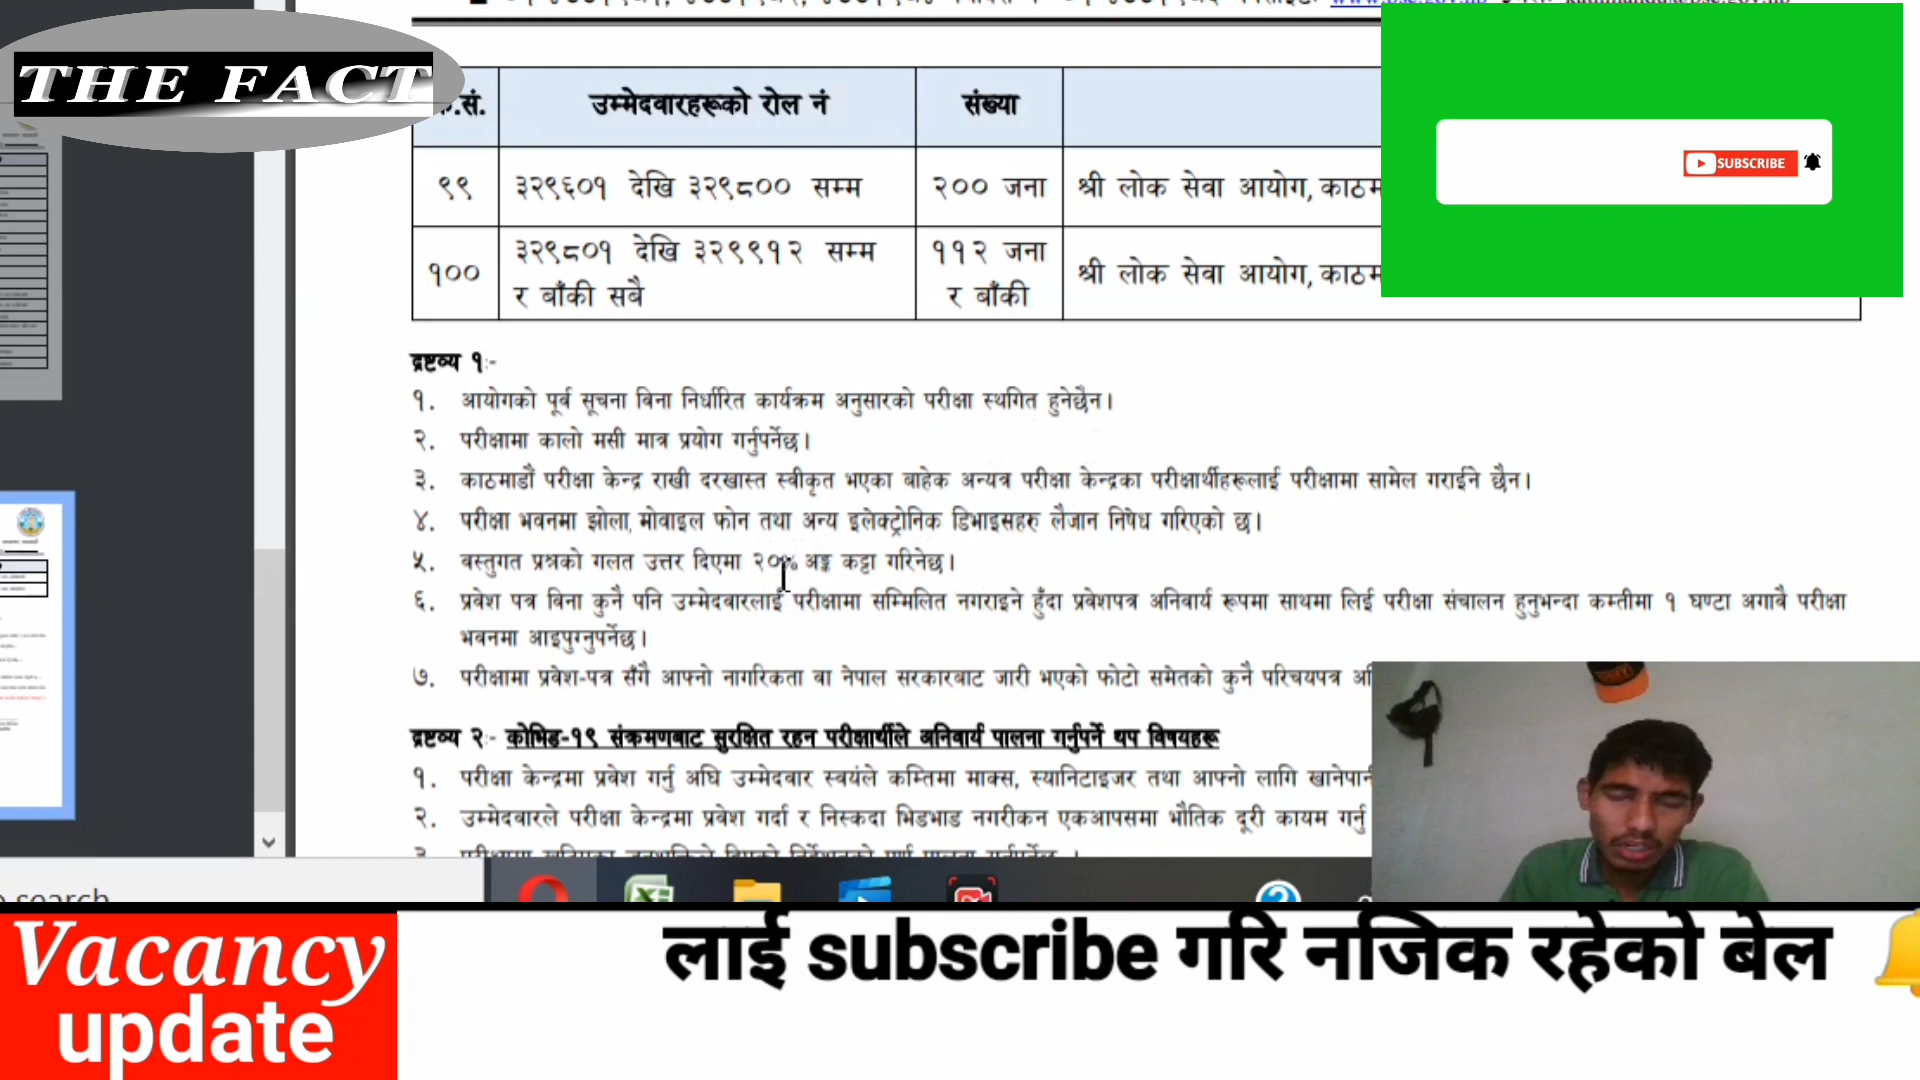 THE FACT
क.सं. उम्मेदवारहरूको रोल नं संख्या
९९ ३२९६०१ देखि ३२९८०० सम्म २०० जना श्री लोक सेवा आयोग, काठम
१०० ३२९८०१ देखि ३२९९१२ सम्म र बाँकी सबै ११२ जना र बाँकी श्री लोक सेवा आयोग, काठम
SUBSCRIBE
द्रष्टव्य १:-
१. आयोगको पूर्व सूचना बिना निर्धारित कार्यक्रम अनुसारको परीक्षा स्थगित हुनेछैन।
२. परीक्षामा कालो मसी मात्र प्रयोग गर्नुपर्नेछ।
३. काठमाडौं परीक्षा केन्द्र राखी दरखास्त स्वीकृत भएका बाहेक अन्यत्र परीक्षा केन्द्रका परीक्षार्थीहरूलाई परीक्षामा सामेल गराईने छैन।
४. परीक्षा भवनमा झोला, मोवाइल फोन तथा अन्य इलेक्ट्रोनिक डिभाइसहरु लैजान निषेध गरिएको छ।
५. बस्तुगत प्रश्नको गलत उत्तर दिएमा २०% अङ्क कट्टा गरिनेछ।
६. प्रवेश पत्र विना कुनै पनि उम्मेदवारलाई परीक्षामा सम्मिलित नगराइने हुँदा प्रवेशपत्र अनिवार्य रूपमा साथमा लिई परीक्षा संचालन हुनुभन्दा कम्तीमा १ घण्टा अगावै परीक्षा
भवनमा आइपुग्नुपर्नेछ।
७. परीक्षामा प्रवेश-पत्र सँगै आफ्नो नागरिकता वा नेपाल सरकारबाट जारी भएको फोटो समेतको कुनै परिचयपत्र
द्रष्टव्य २:- कोभिड-१९ संक्रमणबाट सुरक्षित रहन परीक्षार्थीले अनिवार्य पालना गर्नुपर्ने थप विषयहरू
१. परीक्षा केन्द्रमा प्रवेश गर्नु अघि उम्मेदवार स्वयंले कम्तिमा माक्स, स्यानिटाइजर तथा आफ्नो लागि खानेपानी
२. उम्मेदवारले परीक्षा केन्द्रमा प्रवेश गर्दा र निस्कदा भिडभाड नगरीकन एकआपसमा भौतिक दूरी कायम गर्नु
search
Vacancy
update
लाई subscribe गरि नजिक रहेको बेल